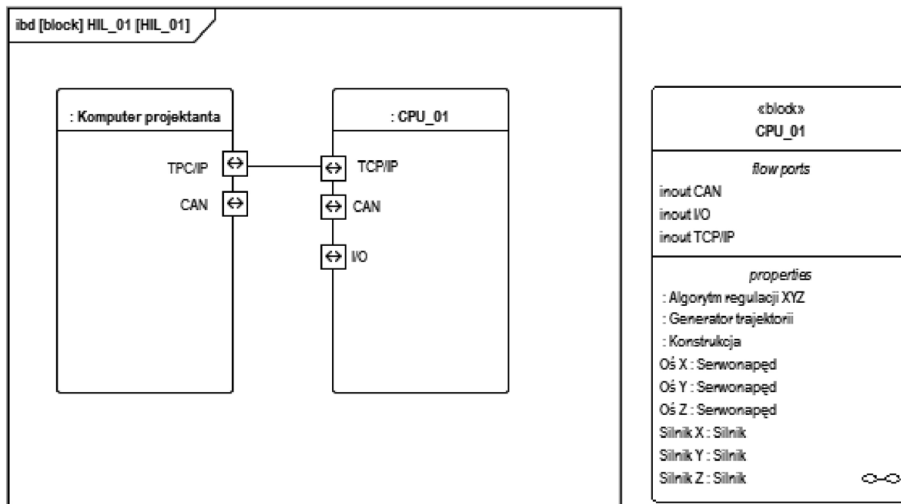 ibd [block] HIL_01 [HIL_01]
: Komputer projektanta
TPC/IP
CAN
: CPU_01
TCP/IP
CAN
I/O
«block»
CPU_01
flow ports
inout CAN
inout I/O
inout TCP/IP
properties
: Algorytm regulacji XYZ
: Generator trajektorii
: Konstrukcja
Oś X : Serwonapęd
Oś Y : Serwonapęd
Oś Z : Serwonapęd
Silnik X : Silnik
Silnik Y : Silnik
Silnik Z : Silnik